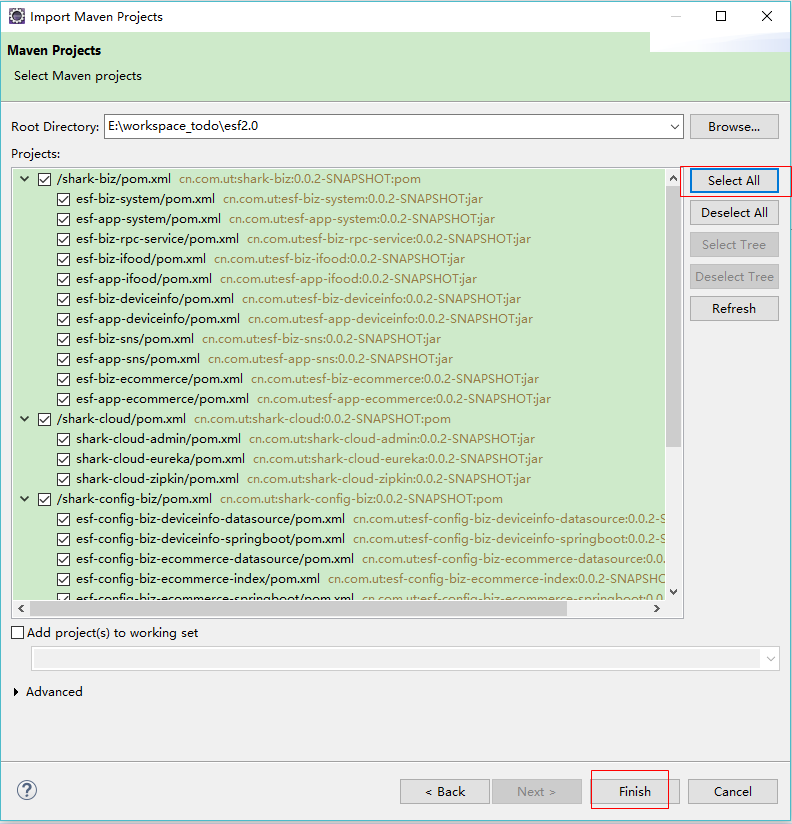 Import Maven Projects
Maven Projects
Select Maven projects
Root Directory: E:\workspace_todo\esf2.0 Browse...
Projects:
/shark-biz/pom.xml cn.com.ut:shark-biz:0.0.2-SNAPSHOT:pom
esf-biz-system/pom.xml cn.com.ut:esf-biz-system:0.0.2-SNAPSHOT:jar
esf-app-system/pom.xml cn.com.ut:esf-app-system:0.0.2-SNAPSHOT:jar
esf-biz-rpc-service/pom.xml cn.com.ut:esf-biz-rpc-service:0.0.2-SNAPSHOT:jar
esf-biz-ifood/pom.xml cn.com.ut:esf-biz-ifood:0.0.2-SNAPSHOT:jar
esf-app-ifood/pom.xml cn.com.ut:esf-app-ifood:0.0.2-SNAPSHOT:jar
esf-biz-deviceinfo/pom.xml cn.com.ut:esf-biz-deviceinfo:0.0.2-SNAPSHOT:jar
esf-app-deviceinfo/pom.xml cn.com.ut:esf-app-deviceinfo:0.0.2-SNAPSHOT:jar
esf-biz-sns/pom.xml cn.com.ut:esf-biz-sns:0.0.2-SNAPSHOT:jar
esf-app-sns/pom.xml cn.com.ut:esf-app-sns:0.0.2-SNAPSHOT:jar
esf-biz-ecommerce/pom.xml cn.com.ut:esf-biz-ecommerce:0.0.2-SNAPSHOT:jar
esf-app-ecommerce/pom.xml cn.com.ut:esf-app-ecommerce:0.0.2-SNAPSHOT:jar
/shark-cloud/pom.xml cn.com.ut:shark-cloud:0.0.2-SNAPSHOT:pom
shark-cloud-admin/pom.xml cn.com.ut:shark-cloud-admin:0.0.2-SNAPSHOT:jar
shark-cloud-eureka/pom.xml cn.com.ut:shark-cloud-eureka:0.0.2-SNAPSHOT:jar
shark-cloud-zipkin/pom.xml cn.com.ut:shark-cloud-zipkin:0.0.2-SNAPSHOT:jar
/shark-config-biz/pom.xml cn.com.ut:shark-config-biz:0.0.2-SNAPSHOT:pom
esf-config-biz-deviceinfo-datasource/pom.xml cn.com.ut:esf-config-biz-deviceinfo-datasource:0.0.2-S
esf-config-biz-deviceinfo-springboot/pom.xml cn.com.ut:esf-config-biz-deviceinfo-springboot:0.0.2-S
esf-config-biz-ecommerce-datasource/pom.xml cn.com.ut:esf-config-biz-ecommerce-datasource:0.0.
esf-config-biz-ecommerce-index/pom.xml cn.com.ut:esf-config-biz-ecommerce-index:0.0.2-SNAPSHC
esf-config-biz-ecommerce-springboot/pom.xml cn.com.ut:esf-config-biz-ecommerce-springboot:0.0
Select All
Deselect All
Select Tree
Deselect Tree
Refresh
Add project(s) to working set
Advanced
? < Back Next > Finish Cancel